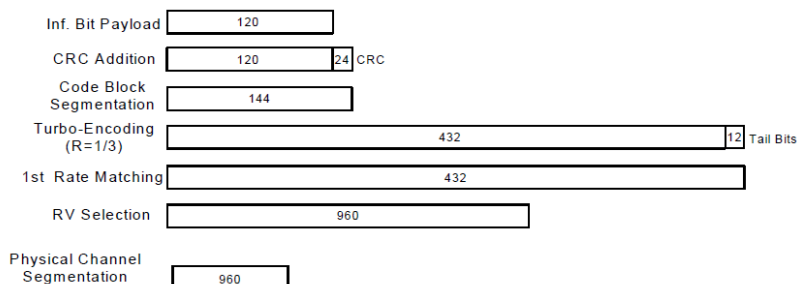 Inf. Bit Payload 120
CRC Addition 120 24 CRC
Code Block
Segmentation 144
Turbo-Encoding
(R=1/3) 432 12 Tail Bits
1st Rate Matching 432
RV Selection 960
Physical Channel
Segmentation 960